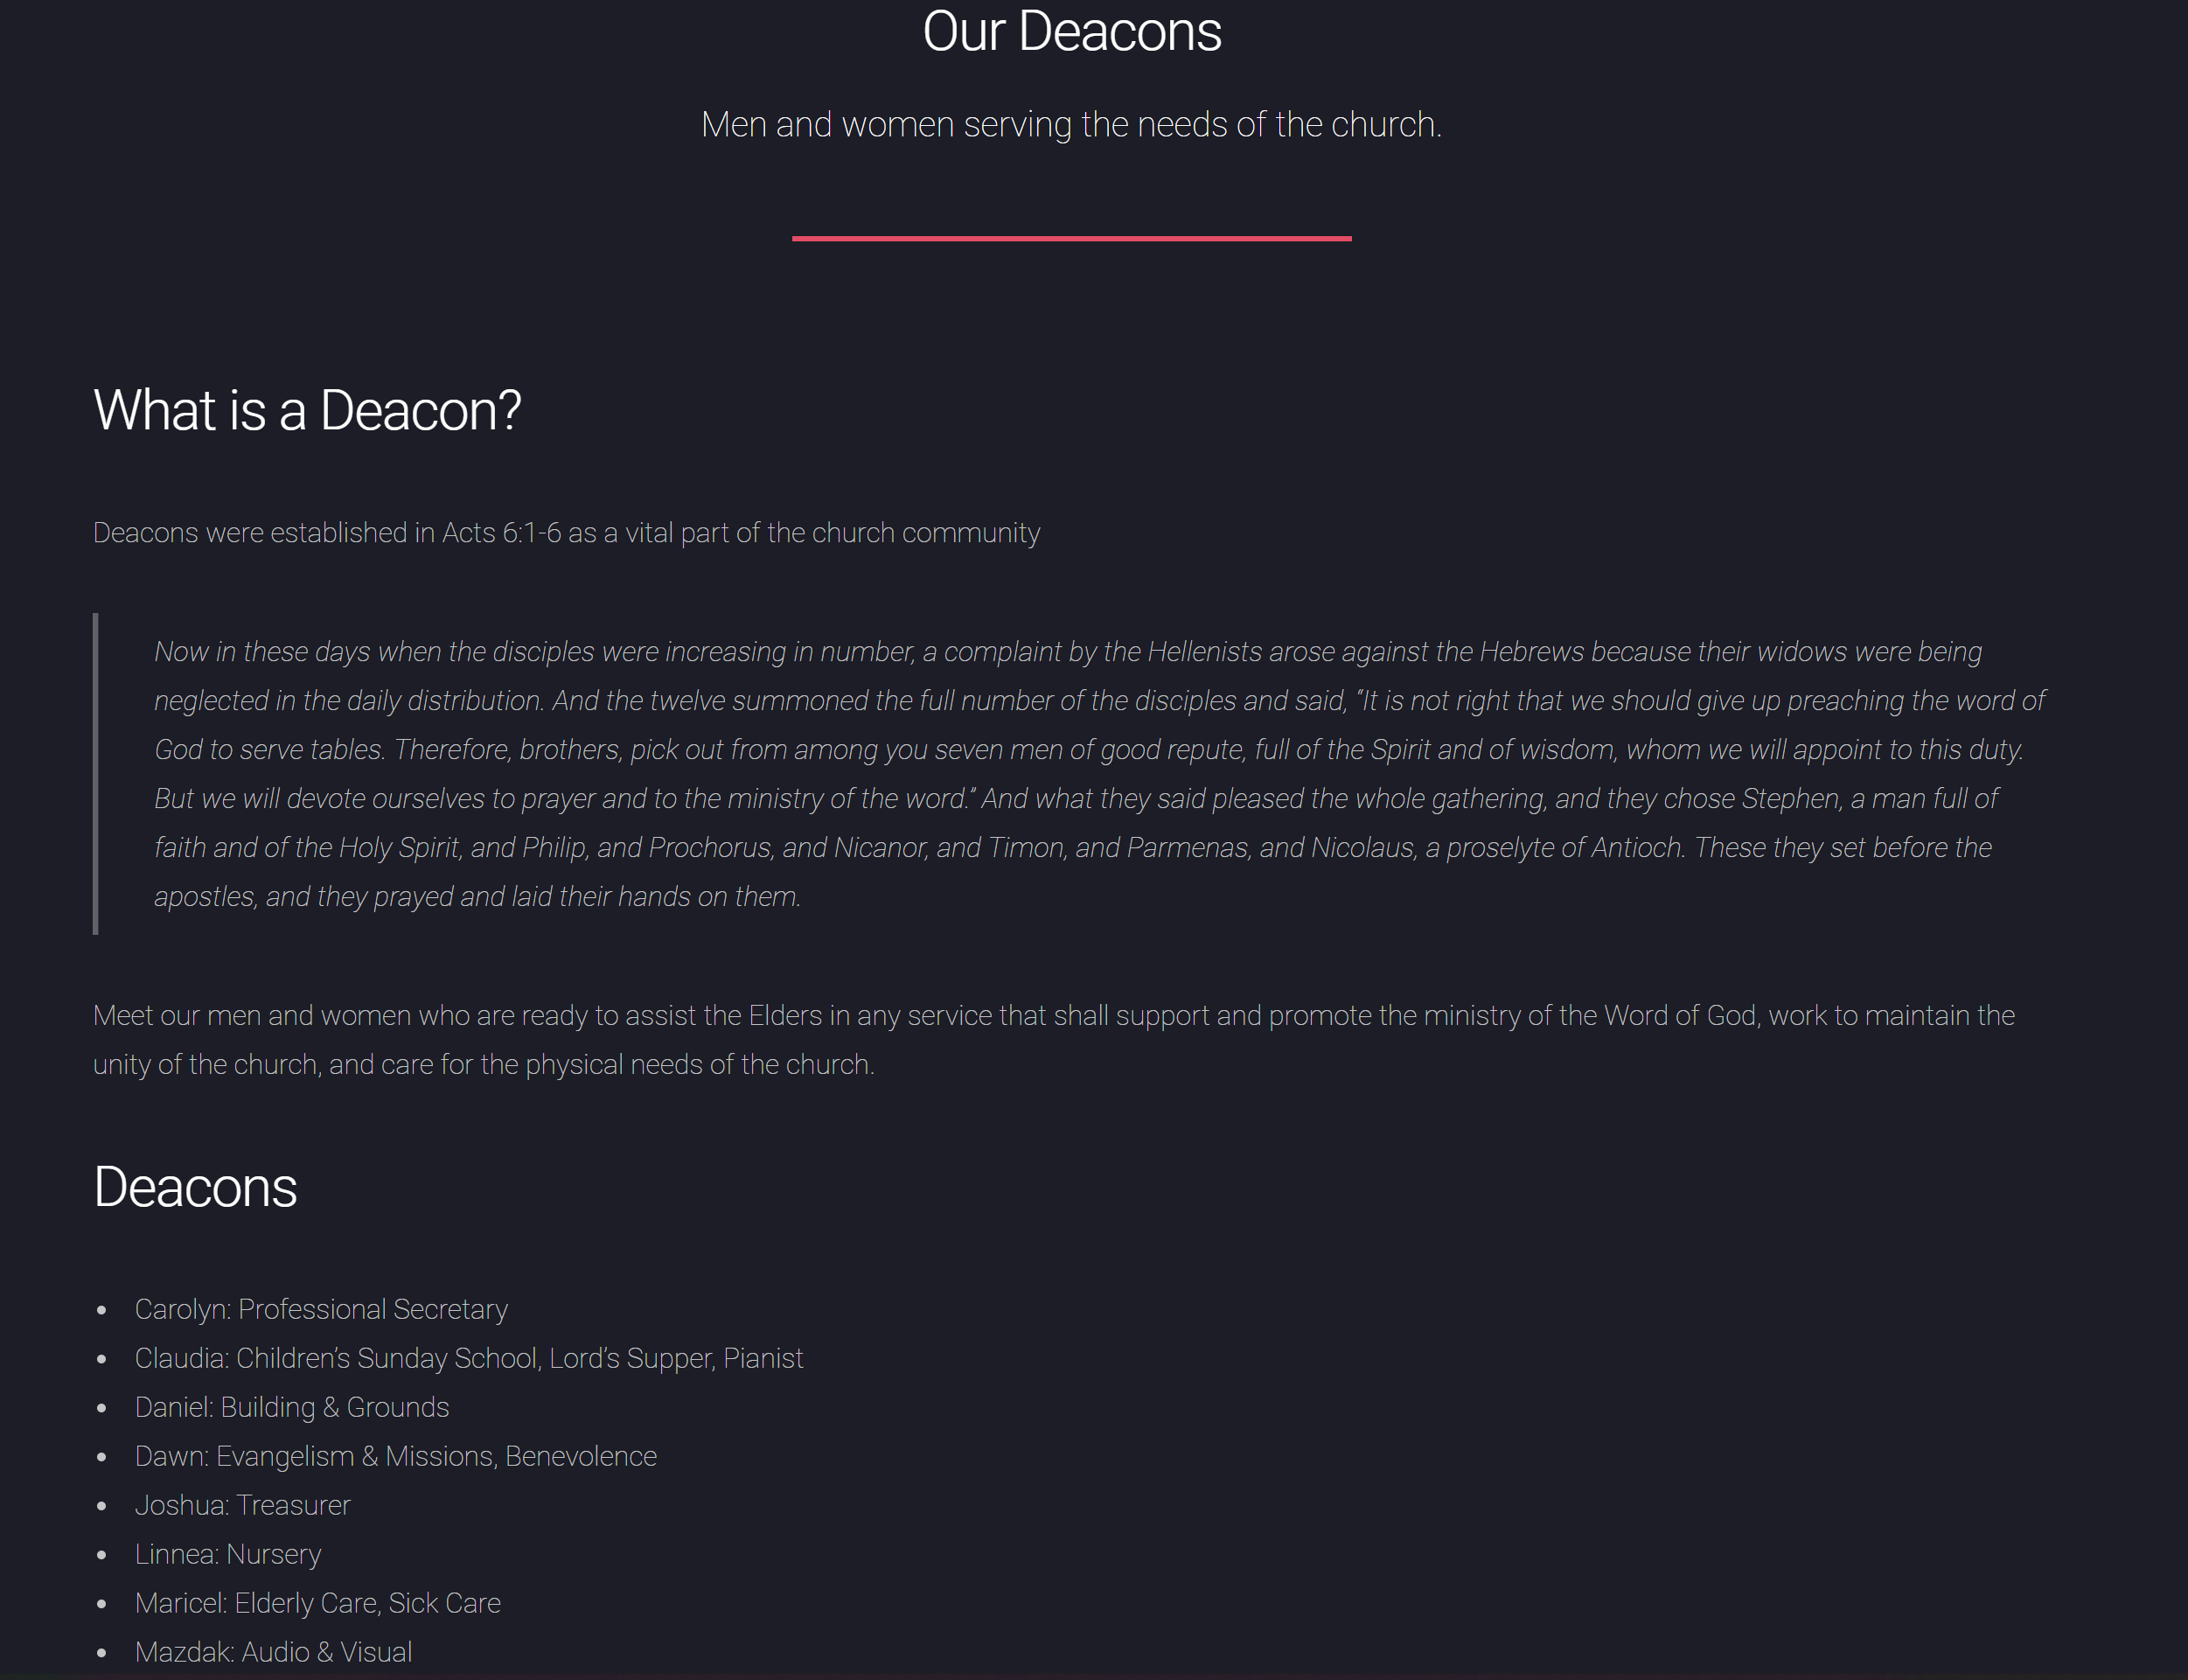 Our Deacons
Men and women serving the needs of the church.
What is a Deacon?
Deacons were established in Acts 6:1-6 as a vital part of the church community
Now in these days when the disciples were increasing in number, a complaint by the Hellenists arose against the Hebrews because their widows were being
neglected in the daily distribution. And the twelve summoned the full number of the disciples and said, “It is not right that we should give up preaching the word of
God to serve tables. Therefore, brothers, pick out from among you seven men of good repute, full of the Spirit and of wisdom, whom we will appoint to this duty.
But we will devote ourselves to prayer and to the ministry of the word.” And what they said pleased the whole gathering, and they chose Stephen, a man full of
faith and of the Holy Spirit, and Philip, and Prochorus, and Nicanor, and Timon, and Parmenas, and Nicolaus, a proselyte of Antioch. These they set before the
apostles, and they prayed and laid their hands on them.
Meet our men and women who are ready to assist the Elders in any service that shall support and promote the ministry of the Word of God, work to maintain the
unity of the church, and care for the physical needs of the church.
Deacons
• Carolyn: Professional Secretary
• Claudia: Children’s Sunday School, Lord’s Supper, Pianist
• Daniel: Building & Grounds
• Dawn: Evangelism & Missions, Benevolence
• Joshua: Treasurer
• Linnea: Nursery
• Maricel: Elderly Care, Sick Care
• Mazdak: Audio & Visual